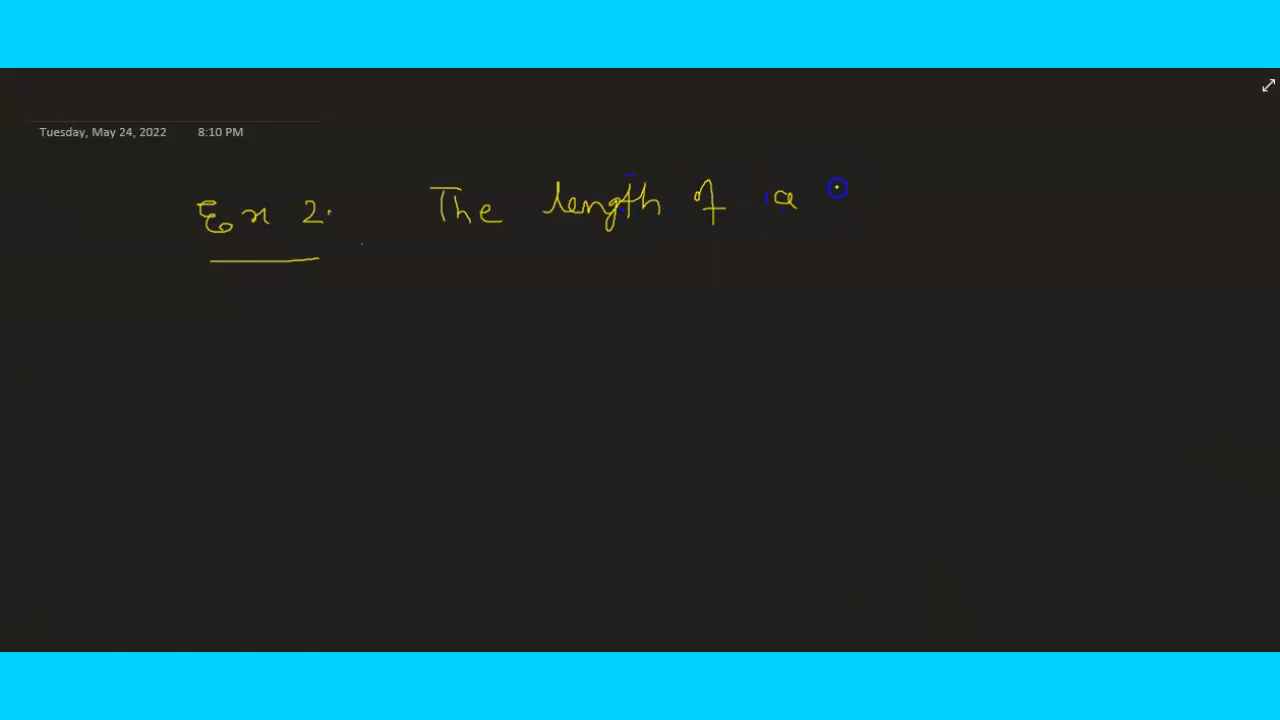 Tuesday, May 24, 2022 8:10 PM
Ex 2. The length of a